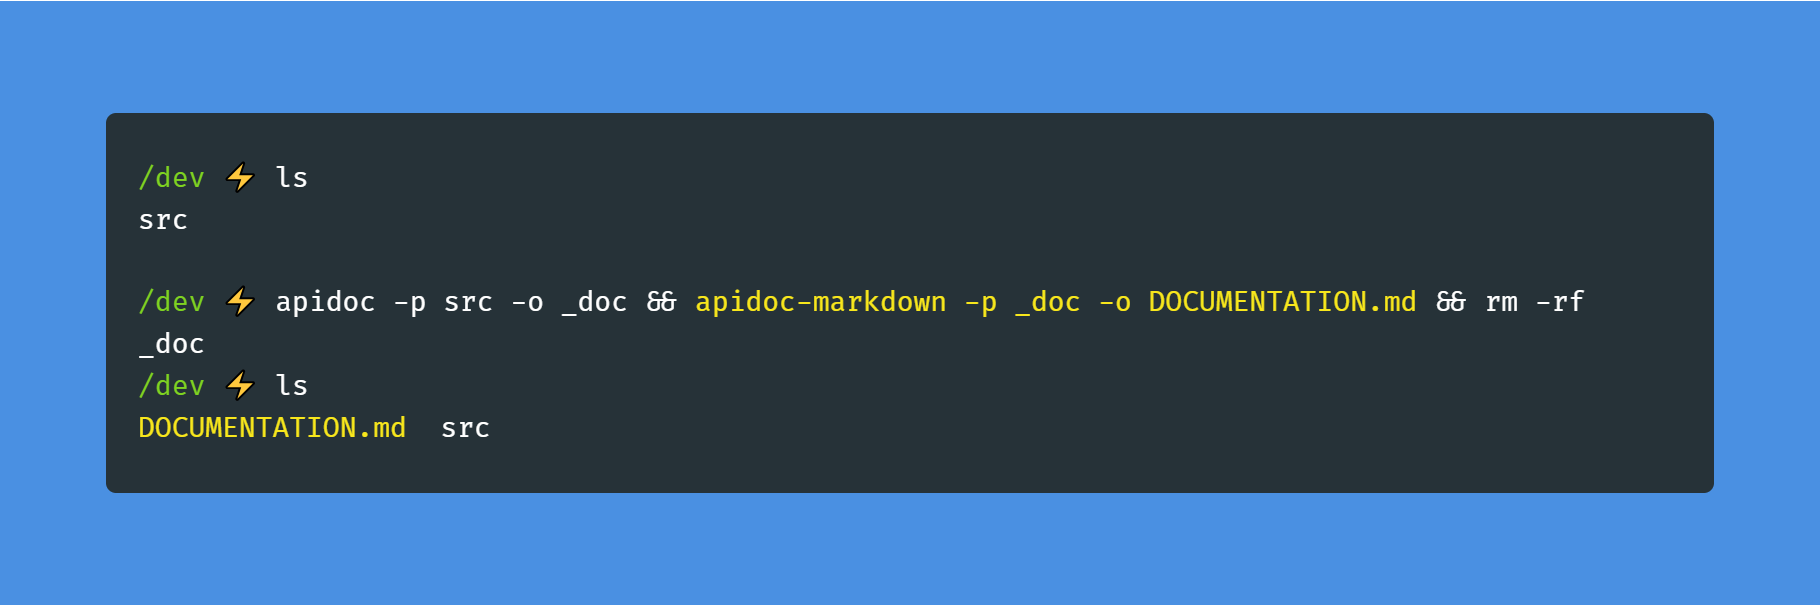 /dev ⚡ ls
src
/dev ⚡ apidoc -p src -o _doc && apidoc-markdown -p _doc -o DOCUMENTATION.md && rm -rf
_doc
/dev ⚡ ls
DOCUMENTATION.md  src